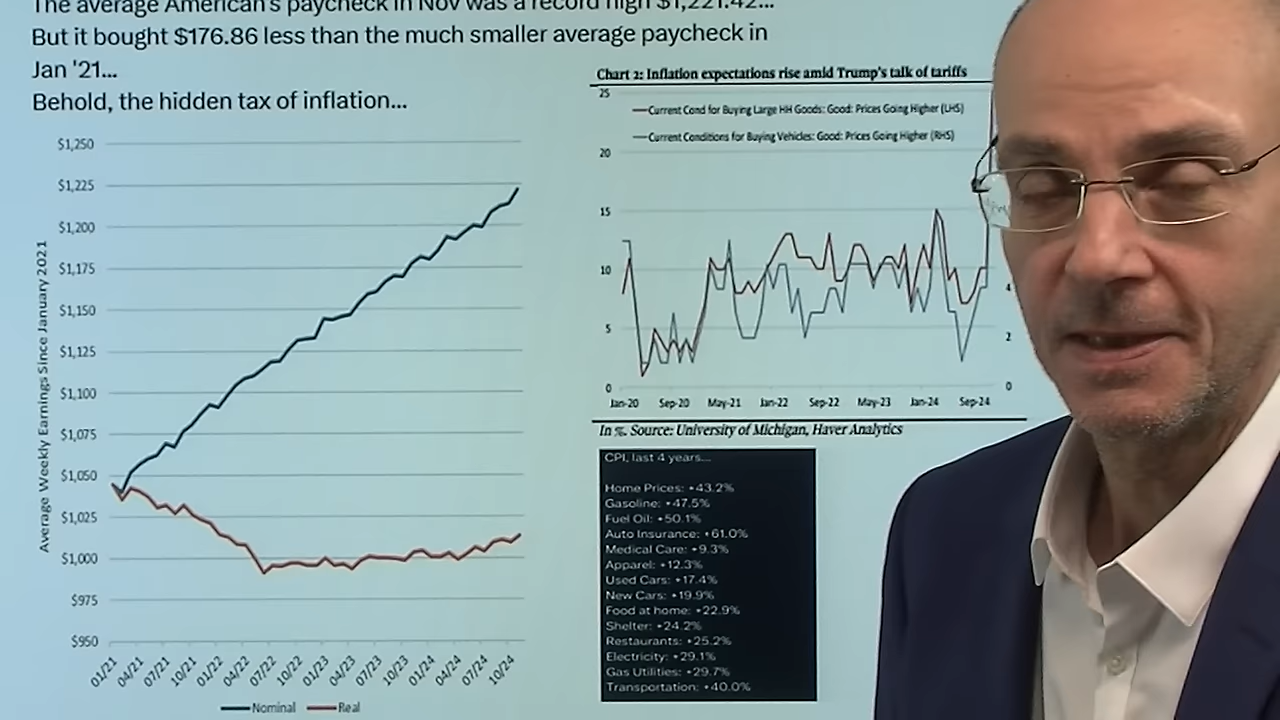 The average American's paycheck in Nov was a record high $1,221.42...
But it bought $176.86 less than the much smaller average paycheck in
Jan '21...
Behold, the hidden tax of inflation...
Average Weekly Earnings Since January 2021
$1,250
$1,225
$1,200
$1,175
$1,150
$1,125
$1,100
$1,075
$1,050
$1,025
$1,000
$975
$950
01/21
04/21
07/21
10/21
01/22
04/22
07/22
10/22
01/23
04/23
07/23
10/23
01/24
04/24
07/24
10/24
Nominal
Real
Chart 2: Inflation expectations rise amid Trump's talk of tariffs
Current Cond for Buying Large HH Goods: Good: Prices Going Higher (LHS)
Current Conditions for Buying Vehicles: Good: Prices Going Higher (RHS)
25
20
15
10
5
0
4
2
0
Jan-20
Sep-20
May-21
Jan-22
Sep-22
May-23
Jan-24
Sep-24
In %. Source: University of Michigan, Haver Analytics
CPI, last 4 years...
Home Prices: +43.2%
Gasoline: +47.5%
Fuel Oil: +50.1%
Auto Insurance: +61.0%
Medical Care: +9.3%
Apparel: +12.3%
Used Cars: +17.4%
New Cars: +19.9%
Food at home: +22.9%
Shelter: +24.2%
Restaurants: +25.2%
Electricity: +29.1%
Gas Utilities: +29.7%
Transportation: +40.0%